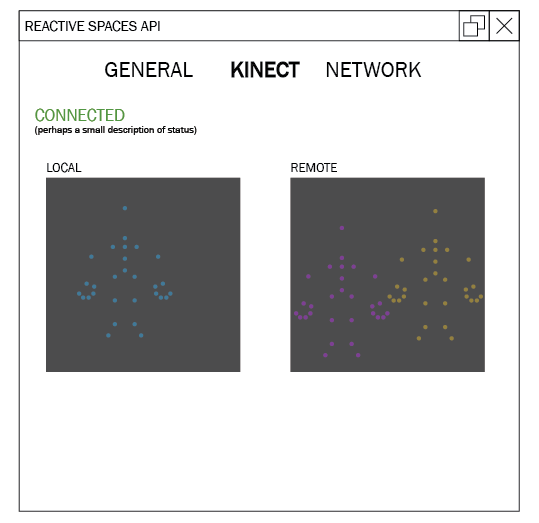 REACTIVE SPACES API
GENERAL KINECT NETWORK
CONNECTED
(perhaps a small description of status)
LOCAL REMOTE